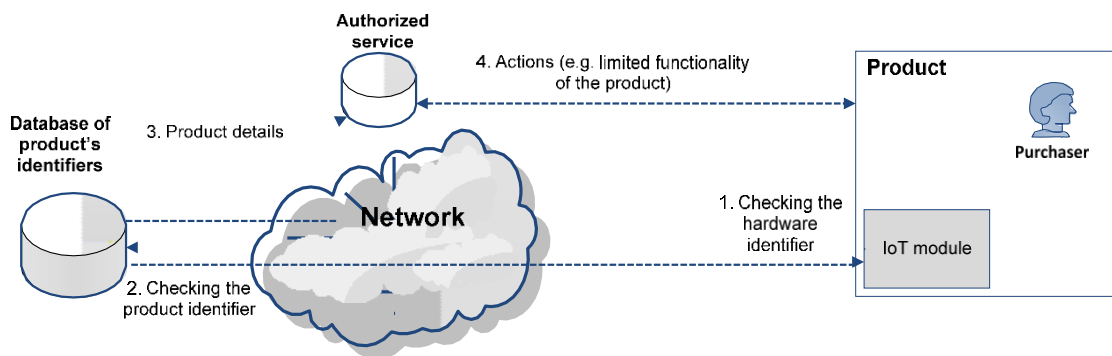 Authorized
service
4. Actions (e.g. limited functionality
of the product)
Product
Purchaser
Database of
product's
identifiers
3. Product details
Network
1. Checking the
hardware
identifier
IoT module
2. Checking the
product identifier